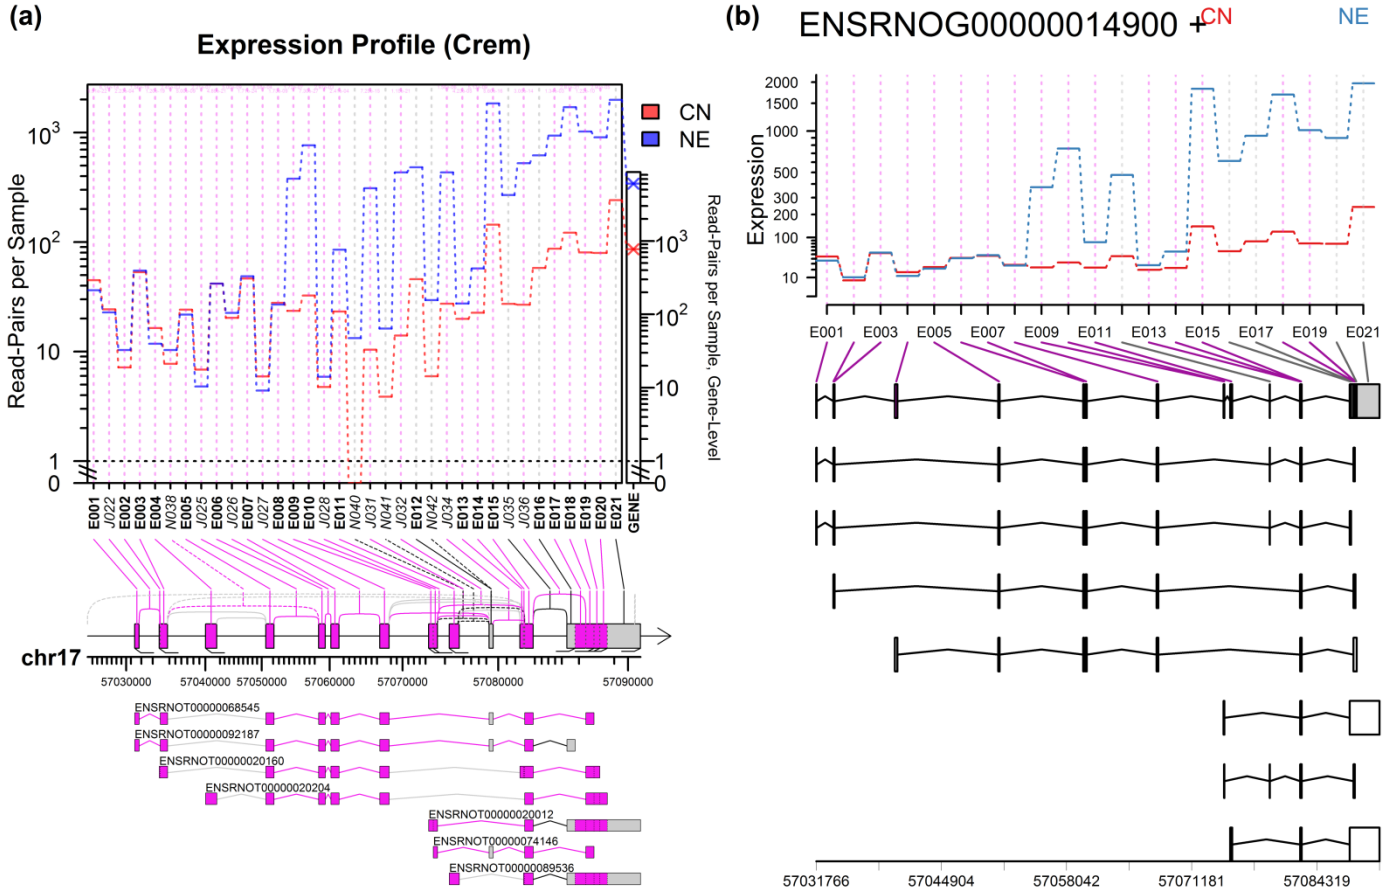 (a)
Expression Profile (Crem)
CN
NE
Read-Pairs per Sample
10³
10²
10
1
0
Read-Pairs per Sample, Gene-Level
10³
10²
10
1
0
E001
J022
E002
E003
E004
N038
E005
J025
E006
J026
E007
J027
E008
E009
E010
J028
E011
N040
J031
N041
J032
E012
N042
J034
E013
E014
E015
J035
J036
E016
E017
E018
E019
E020
E021
GENE
chr17
57030000 57040000 57050000 57060000 57070000 57080000 57090000
ENSRNOT00000068545
ENSRNOT00000092187
ENSRNOT00000020160
ENSRNOT00000020204
ENSRNOT00000020012
ENSRNOT00000074146
ENSRNOT00000089536
(b)
ENSRNOG00000014900 +
CN
NE
Expression
2000
1500
1000
500
300
200
100
10
E001 E003 E005 E007 E009 E011 E013 E015 E017 E019 E021
57031766 57044904 57058042 57071181 57084319